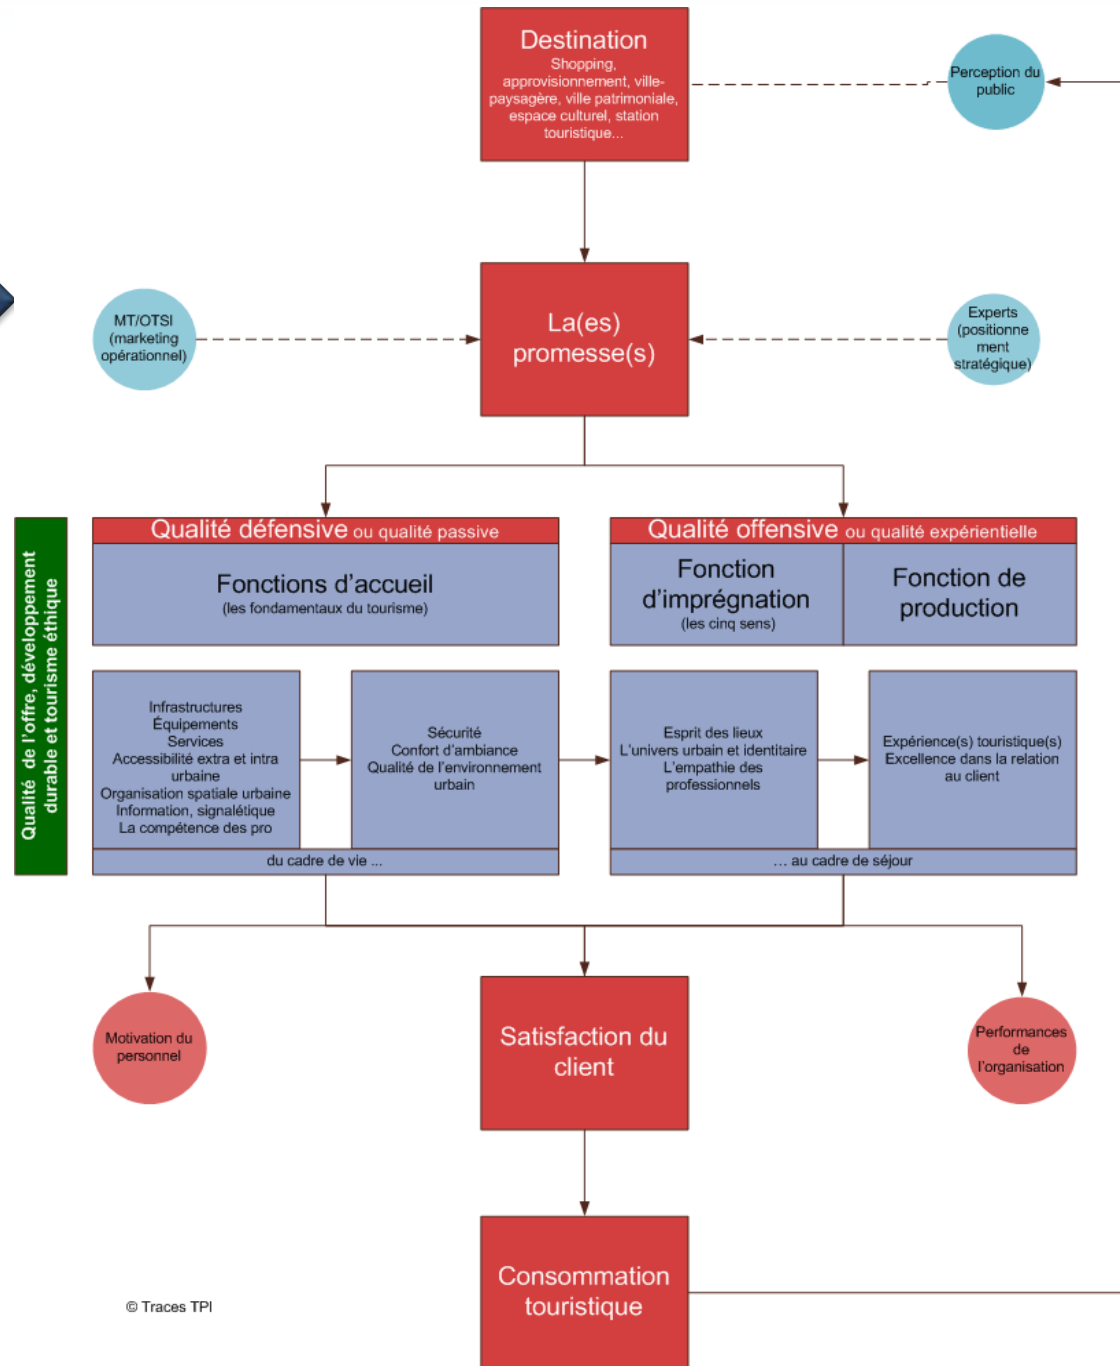 Destination
Shopping,
approvisionnement, ville-
paysagère, ville patrimoniale,
espace culturel, station
touristique...
Perception du
public
MT/OTSI
(marketing
opérationnel)
La(es)
promesse(s)
Experts
(positionne
ment
stratégique)
Qualité de l'offre, développement
durable et tourisme éthique
Qualité défensive ou qualité passive
Fonctions d'accueil
(les fondamentaux du tourisme)
Qualité offensive ou qualité expérientielle
Fonction
d'imprégnation
(les cinq sens)
Fonction de
production
Infrastructures
Équipements
Services
Accessibilité extra et intra
urbaine
Organisation spatiale urbaine
Information, signalétique
La compétence des pro
Sécurité
Confort d'ambiance
Qualité de l'environnement
urbain
Esprit des lieux
L'univers urbain et identitaire
L'empathie des
professionnels
Expérience(s) touristique(s)
Excellence dans la relation
au client
du cadre de vie ...
... au cadre de séjour
Motivation du
personnel
Satisfaction du
client
Performances
de
l'organisation
Consommation
touristique
© Traces TPI